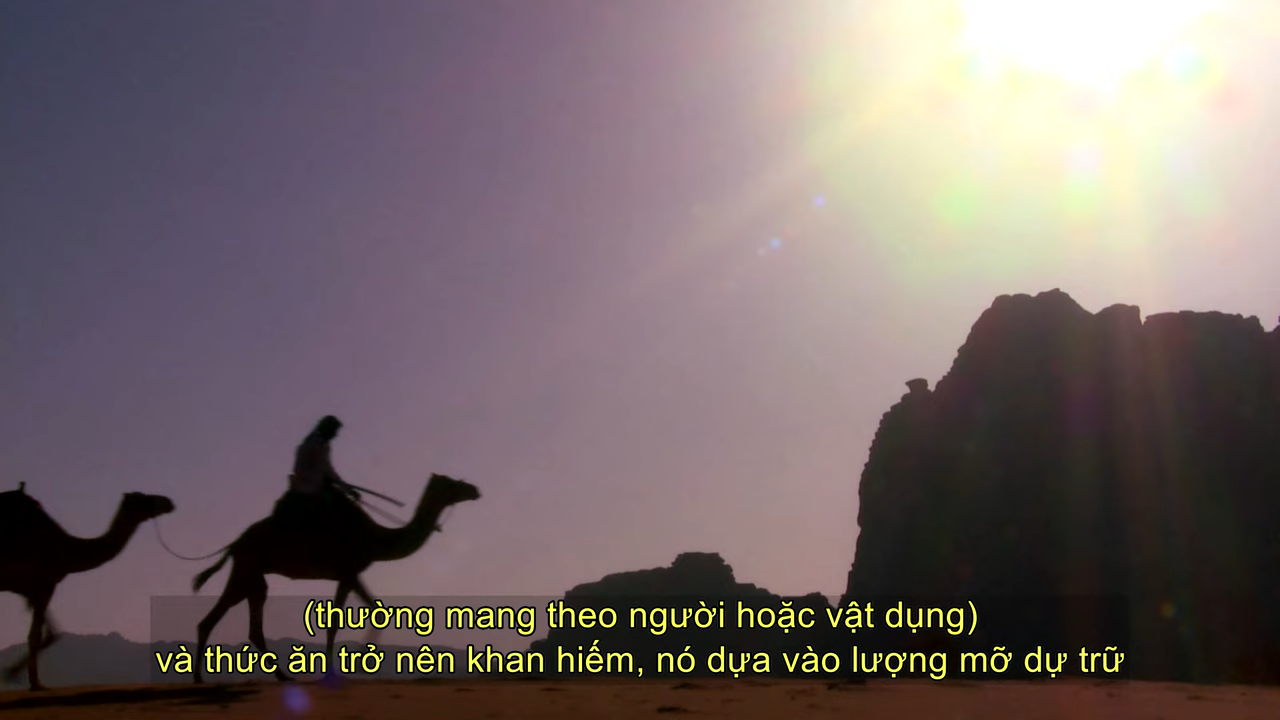 (thường mang theo người hoặc vật dụng)
và thức ăn trở nên khan hiếm, nó dựa vào lượng mỡ dự trữ